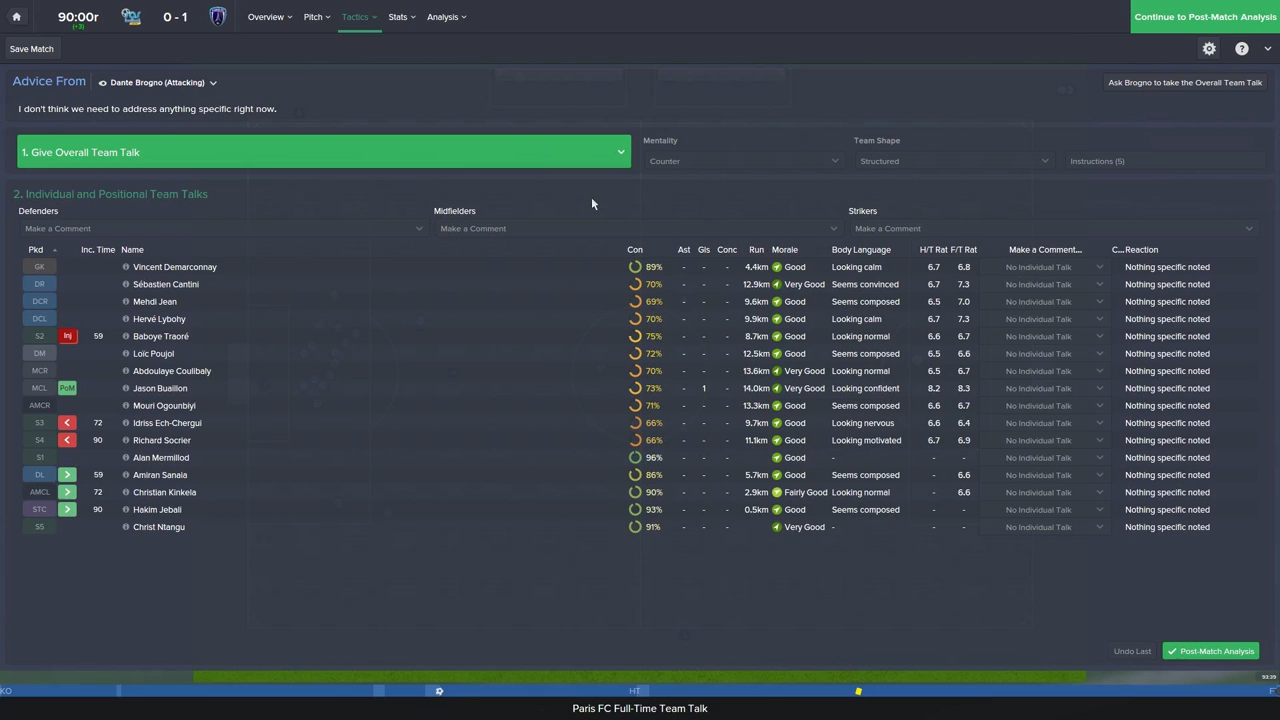 90:00r
(+3)
0 - 1
Overview
Pitch
Tactics
Stats
Analysis
Continue to Post-Match Analysis
Save Match
?
Advice From Dante Brogno (Attacking)
Ask Brogno to take the Overall Team Talk
I don't think we need to address anything specific right now.
1. Give Overall Team Talk
Mentality
Team Shape
Counter
Structured
Instructions (5)
2. Individual and Positional Team Talks
Defenders
Midfielders
Strikers
Make a Comment
Make a Comment
Make a Comment
Pkd Inc. Time Name Con Ast Gls Conc Run Morale Body Language H/T Rat F/T Rat Make a Comment... C... Reaction
GK Vincent Demarconnay 89% - - - 4.4km Good Looking calm 6.7 6.8 No Individual Talk Nothing specific noted
DR Sébastien Cantini 70% - - - 12.9km Very Good Seems convinced 6.7 7.3 No Individual Talk Nothing specific noted
DCR Mehdi Jean 69% - - - 9.6km Good Seems composed 6.5 7.0 No Individual Talk Nothing specific noted
DCL Hervé Lybohy 70% - - - 9.9km Good Looking calm 6.7 7.3 No Individual Talk Nothing specific noted
S2 Inj 59 Baboye Traoré 75% - - - 8.7km Good Looking normal 6.6 6.6 No Individual Talk Nothing specific noted
DM Loïc Poujol 72% - - - 12.5km Good Seems composed 6.5 6.6 No Individual Talk Nothing specific noted
MCR Abdoulaye Coulibaly 70% - - - 13.6km Very Good Looking normal 6.5 6.7 No Individual Talk Nothing specific noted
MCL PoM Jason Buaillon 73% - 1 - 14.0km Very Good Looking confident 8.2 8.3 No Individual Talk Nothing specific noted
AMCR Mouri Ogounbiyi 71% - - - 13.3km Good Seems composed 6.6 6.7 No Individual Talk Nothing specific noted
S3 72 Idriss Ech-Chergui 66% - - - 9.7km Good Looking nervous 6.6 6.4 No Individual Talk Nothing specific noted
S4 90 Richard Socrier 66% - - - 11.1km Good Looking motivated 6.7 6.9 No Individual Talk Nothing specific noted
S1 Alan Mermillod 96% - - - Good - - - No Individual Talk Nothing specific noted
DL 59 Amiran Sanaia 86% - - - 5.7km Good Seems composed - 6.6 No Individual Talk Nothing specific noted
AMCL 72 Christian Kinkela 90% - - - 2.9km Fairly Good Looking normal - 6.6 No Individual Talk Nothing specific noted
STC 90 Hakim Jebali 93% - - - 0.5km Good Seems composed - - No Individual Talk Nothing specific noted
S5 Christ Ntangu 91% - - - Very Good - - - No Individual Talk Nothing specific noted
Undo Last
Post-Match Analysis
93:39
KO
HT
F
Paris FC Full-Time Team Talk